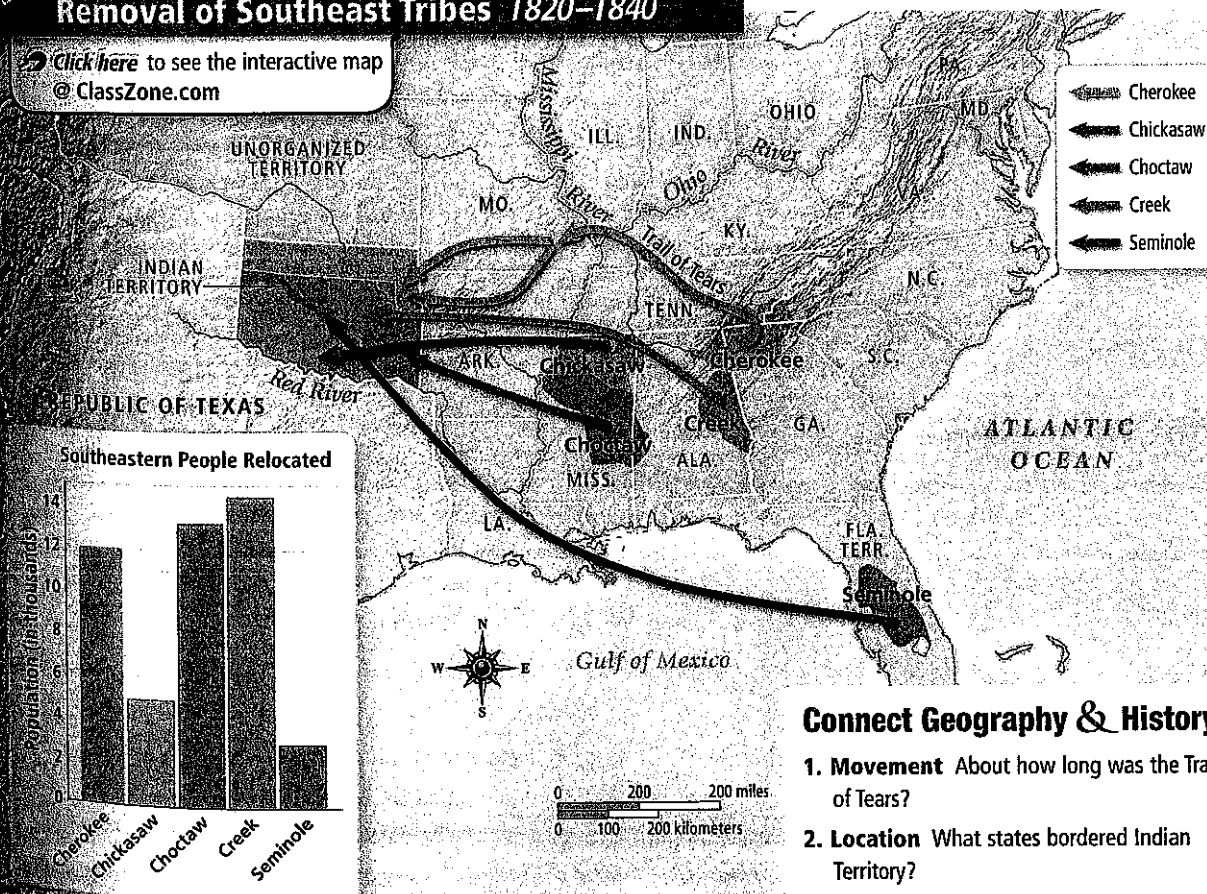 Removal of Southeast Tribes 1820–1840
Click here to see the interactive map
@ ClassZone.com
Cherokee
Chickasaw
Choctaw
Creek
Seminole
UNORGANIZED
TERRITORY
Mississippi
River
ILL.
IND.
OHIO
PA.
MD.
VA.
Ohio
River
MO.
KY.
Trail of Tears
INDIAN
TERRITORY
N.C.
TENN.
ARK.
Chickasaw
Cherokee
S.C.
Red River
REPUBLIC OF TEXAS
Choctaw
MISS.
Creek
ALA.
GA.
ATLANTIC
OCEAN
LA.
FLA.
TERR.
Seminole
Gulf of Mexico
N
W
E
S
0 200 200 miles
0 100 200 kilometers
Southeastern People Relocated
Population (in thousands)
14
12
10
8
6
4
2
0
Cherokee
Chickasaw
Choctaw
Creek
Seminole
Connect Geography & History
1. Movement About how long was the Tra
of Tears?
2. Location What states bordered Indian
Territory?